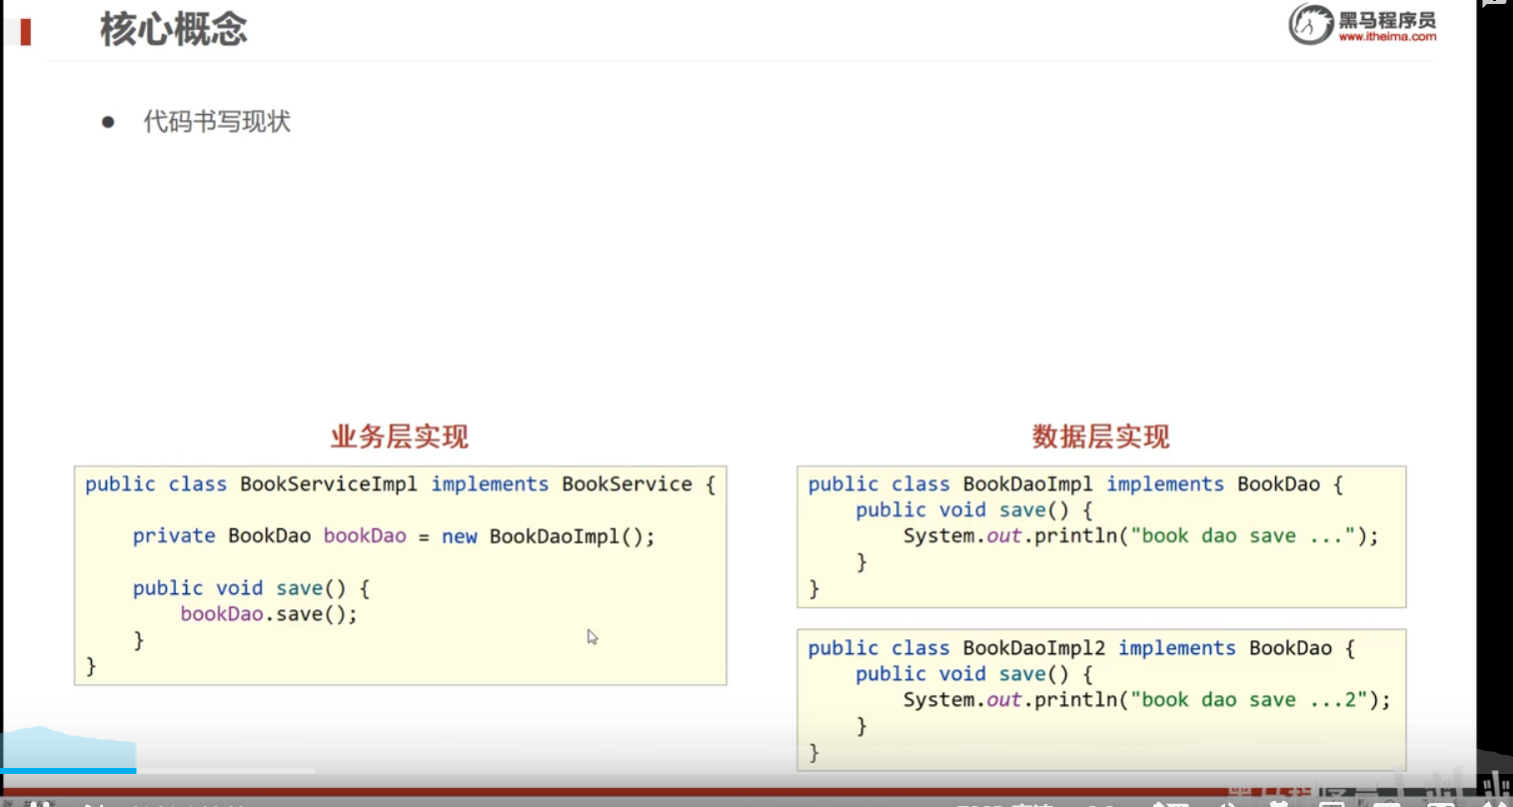 核心概念
黑马程序员
www.itheima.com
● 代码书写现状
业务层实现
public class BookServiceImpl implements BookService {
private BookDao bookDao = new BookDaoImpl();
public void save() {
bookDao.save();
}
}
数据层实现
public class BookDaoImpl implements BookDao {
public void save() {
System.out.println("book dao save ...");
}
}
public class BookDaoImpl2 implements BookDao {
public void save() {
System.out.println("book dao save ...2");
}
}